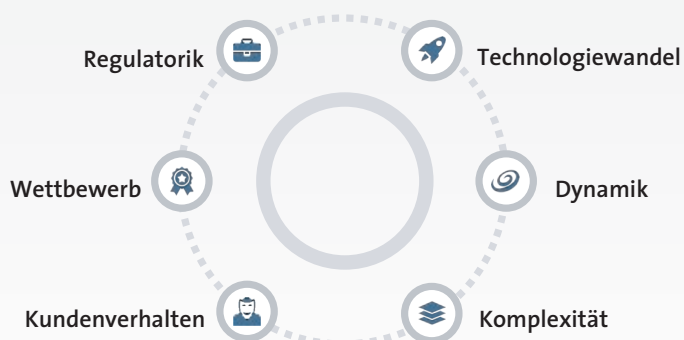 Regulatorik
Technologiewandel
Wettbewerb
Dynamik
Kundenverhalten
Komplexität